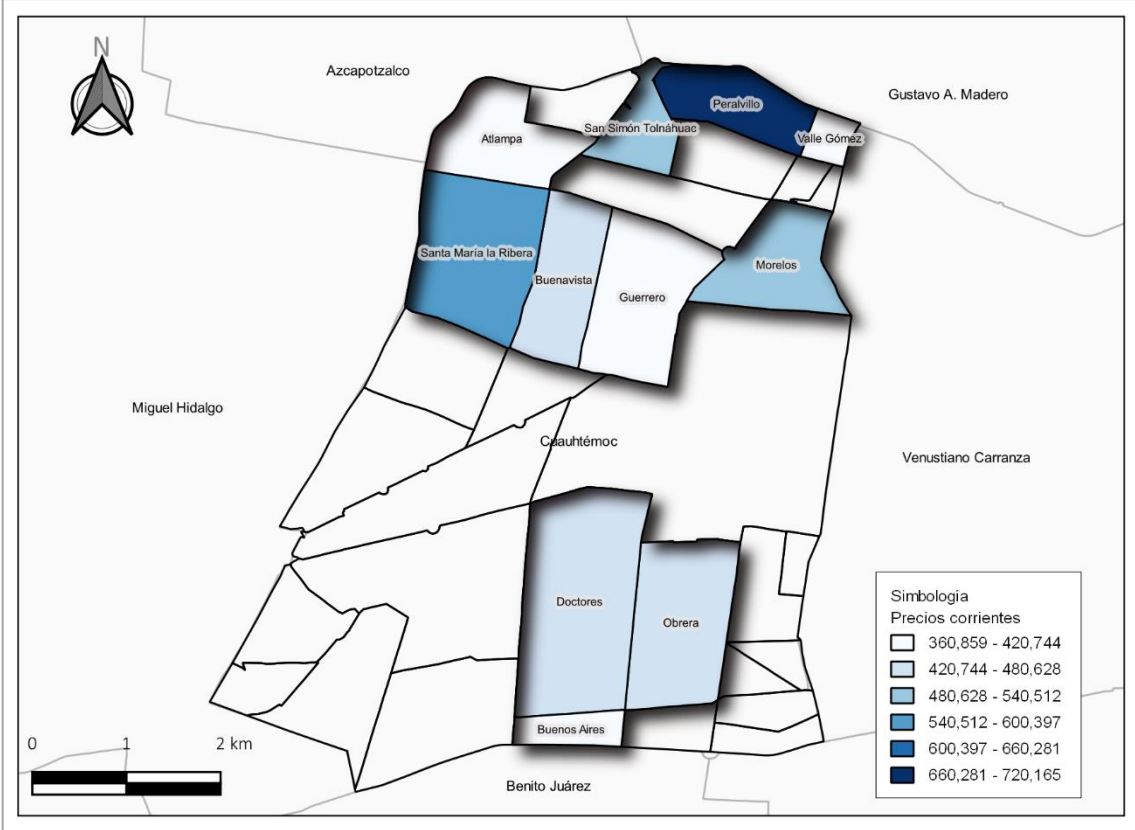 N
Azcapotzalco
Gustavo A. Madero
Peralvillo
San Simón Tolnáhuac
Valle Gómez
Atlampa
Santa María la Ribera
Buenavista
Guerrero
Morelos
Miguel Hidalgo
Cuauhtémoc
Venustiano Carranza
Doctores
Obrera
Buenos Aires
Benito Juárez
0 1 2 km
Simbología
Precios corrientes
360,859 - 420,744
420,744 - 480,628
480,628 - 540,512
540,512 - 600,397
600,397 - 660,281
660,281 - 720,165